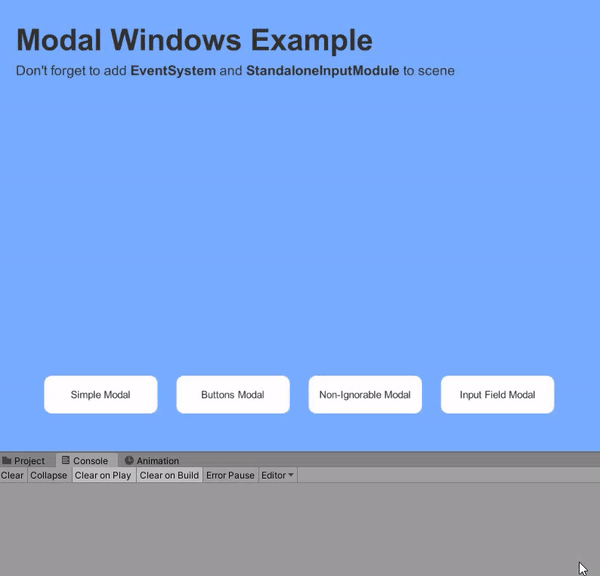 Modal Windows Example
Don't forget to add EventSystem and StandaloneInputModule to scene
Simple Modal Buttons Modal Non-Ignorable Modal Input Field Modal
Project Console Animation
Clear Collapse Clear on Play Clear on Build Error Pause Editor